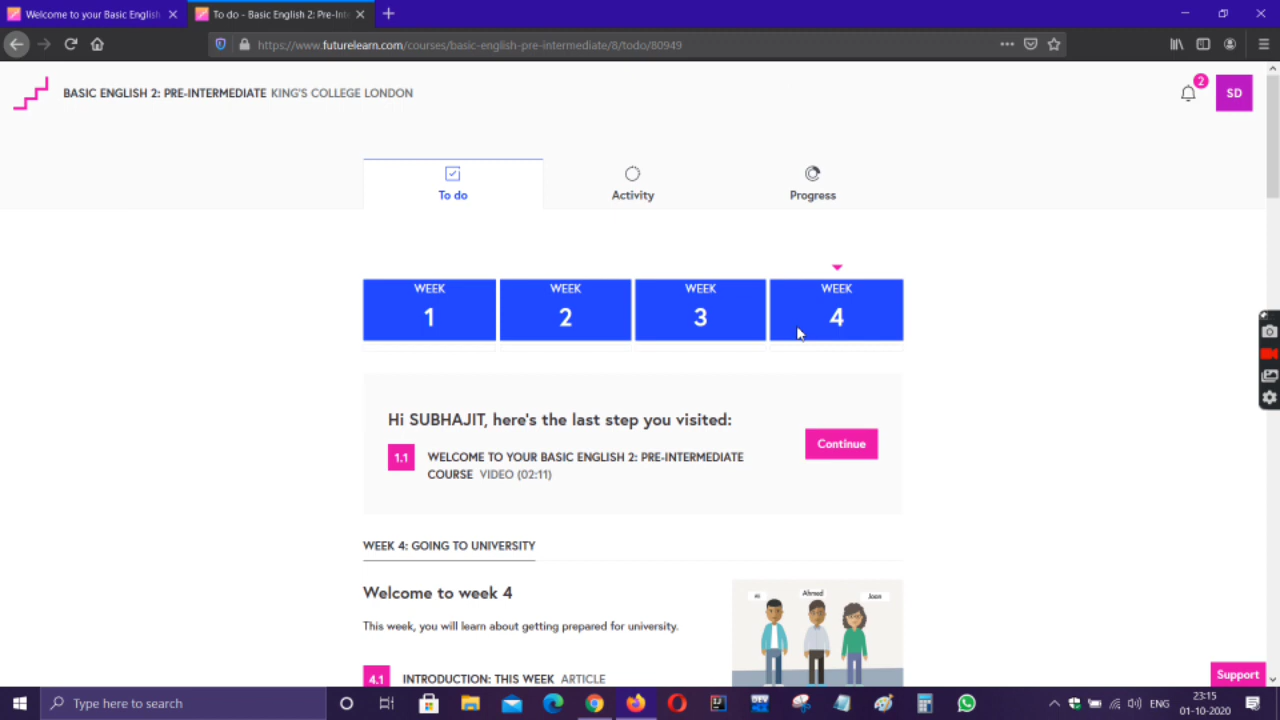 Welcome to your Basic English
To do - Basic English 2: Pre-Int
https://www.futurelearn.com/courses/basic-english-pre-intermediate/8/todo/80949
BASIC ENGLISH 2: PRE-INTERMEDIATE KING'S COLLEGE LONDON
2
SD
To do
Activity
Progress
WEEK
1
WEEK
2
WEEK
3
WEEK
4
Hi SUBHAJIT, here's the last step you visited:
1.1
WELCOME TO YOUR BASIC ENGLISH 2: PRE-INTERMEDIATE
COURSE VIDEO (02:11)
Continue
WEEK 4: GOING TO UNIVERSITY
Welcome to week 4
This week, you will learn about getting prepared for university.
Ahmed
Joan
4.1
INTRODUCTION: THIS WEEK ARTICLE
Support
Type here to search
ENG
23:15
01-10-2020